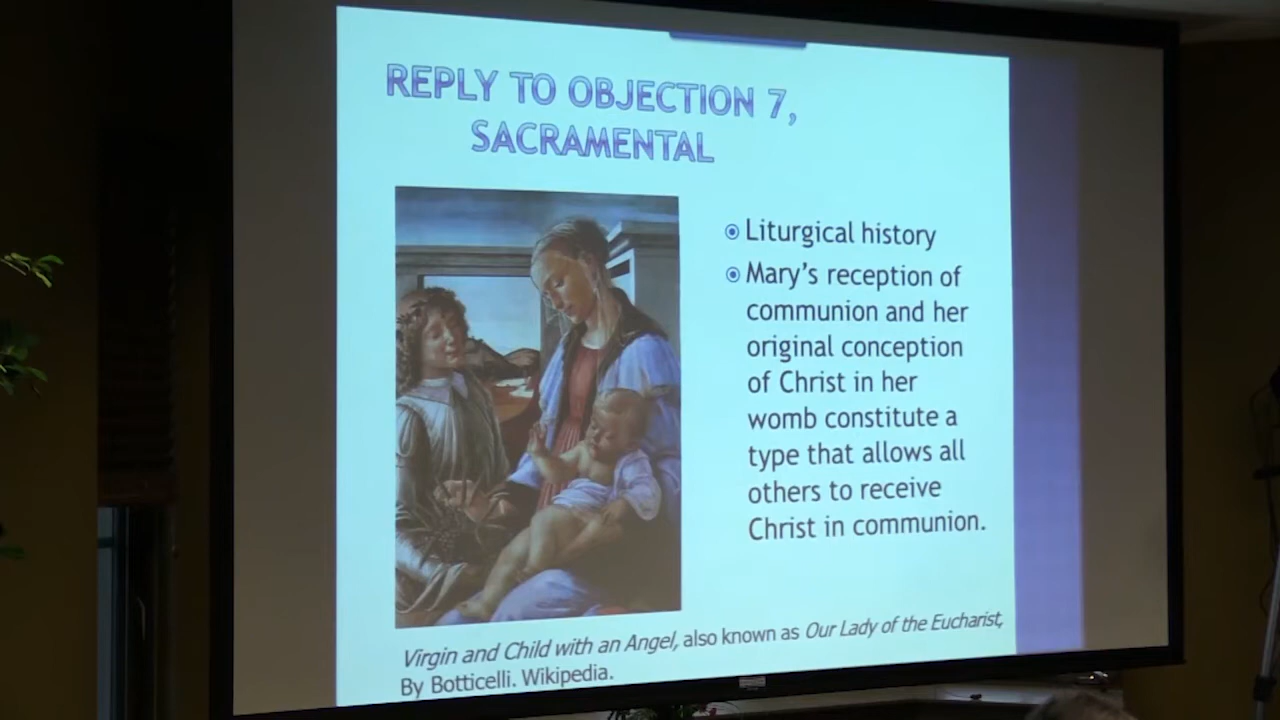 REPLY TO OBJECTION 7,
SACRAMENTAL
Liturgical history
Mary's reception of
communion and her
original conception
of Christ in her
womb constitute a
type that allows all
others to receive
Christ in communion.
Virgin and Child with an Angel, also known as Our Lady of the Eucharist,
By Botticelli. Wikipedia.